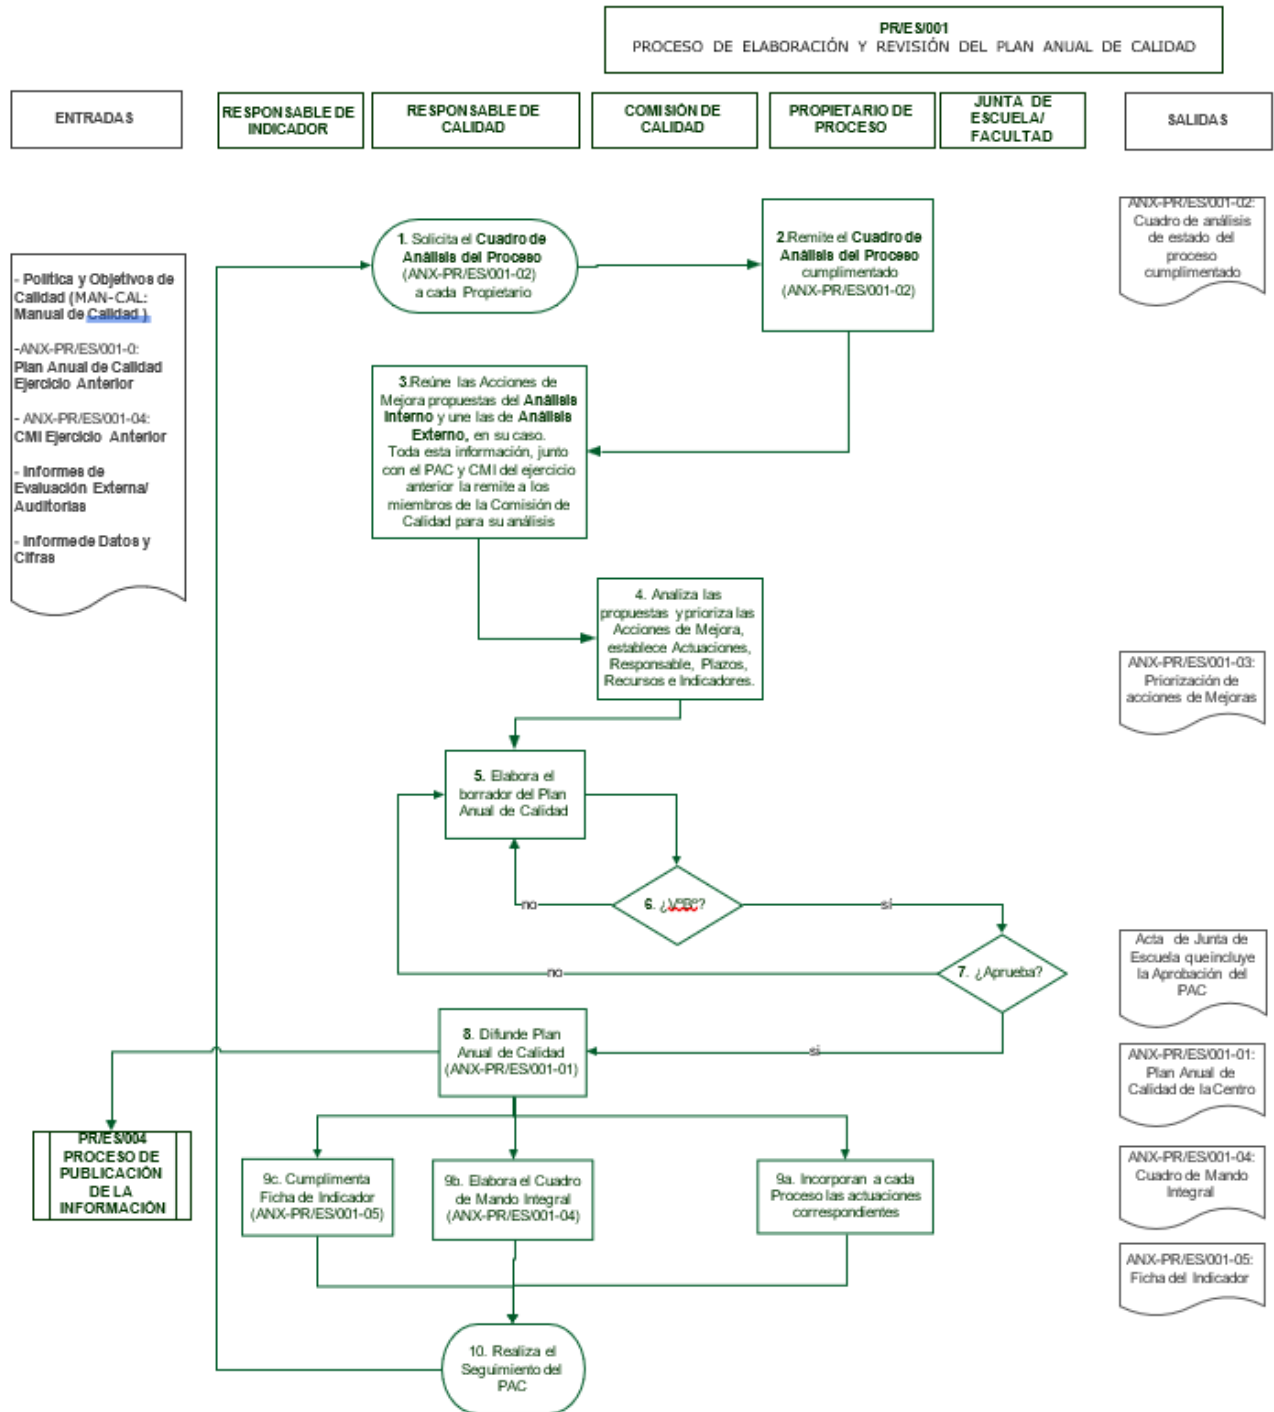 PR/ES/001
PROCESO DE ELABORACIÓN Y REVISIÓN DEL PLAN ANUAL DE CALIDAD
ENTRADAS
RESPONSABLE DE
INDICADOR
RESPONSABLE DE
CALIDAD
COMISIÓN DE
CALIDAD
PROPIETARIO DE
PROCESO
JUNTA DE
ESCUELA/
FACULTAD
SALIDAS
- Política y Objetivos de
Calidad (MAN-CAL:
Manual de Calidad )
-ANX-PR/ES/001-0:
Plan Anual de Calidad
Ejercicio Anterior
- ANX-PR/ES/001-04:
CMI Ejercicio Anterior
- Informes de
Evaluación Externa/
Auditorías
- Informe de Datos y
Cifras
1. Solicita el Cuadro de
Análisis del Proceso
(ANX-PR/ES/001-02)
a cada Propietario
2.Remite el Cuadro de
Análisis del Proceso
cumplimentado
(ANX-PR/ES/001-02)
ANX-PR/ES/001-02:
Cuadro de análisis
de estado del
proceso
cumplimentado
3.Reúne las Acciones de
Mejora propuestas del Análisis
Interno y une las de Análisis
Externo, en su caso.
Toda esta información, junto
con el PAC y CMI del ejercicio
anterior la remite a los
miembros de la Comisión de
Calidad para su análisis
4. Analiza las
propuestas y prioriza las
Acciones de Mejora,
establece Actuaciones,
Responsable, Plazos,
Recursos e Indicadores.
ANX-PR/ES/001-03:
Priorización de
acciones de Mejoras
5. Elabora el
borrador del Plan
Anual de Calidad
6. ¿VºBº?
no
sí
7. ¿Aprueba?
no
sí
Acta de Junta de
Escuela que incluye
la Aprobación del
PAC
8. Difunde Plan
Anual de Calidad
(ANX-PR/ES/001-01)
ANX-PR/ES/001-01:
Plan Anual de
Calidad de la Centro
PR/ES/004
PROCESO DE
PUBLICACIÓN
DE LA
INFORMACIÓN
9c. Cumplimenta
Ficha de Indicador
(ANX-PR/ES/001-05)
9b. Elabora el Cuadro
de Mando Integral
(ANX-PR/ES/001-04)
9a. Incorporan a cada
Proceso las actuaciones
correspondientes
ANX-PR/ES/001-04:
Cuadro de Mando
Integral
ANX-PR/ES/001-05:
Ficha del Indicador
10. Realiza el
Seguimiento del
PAC